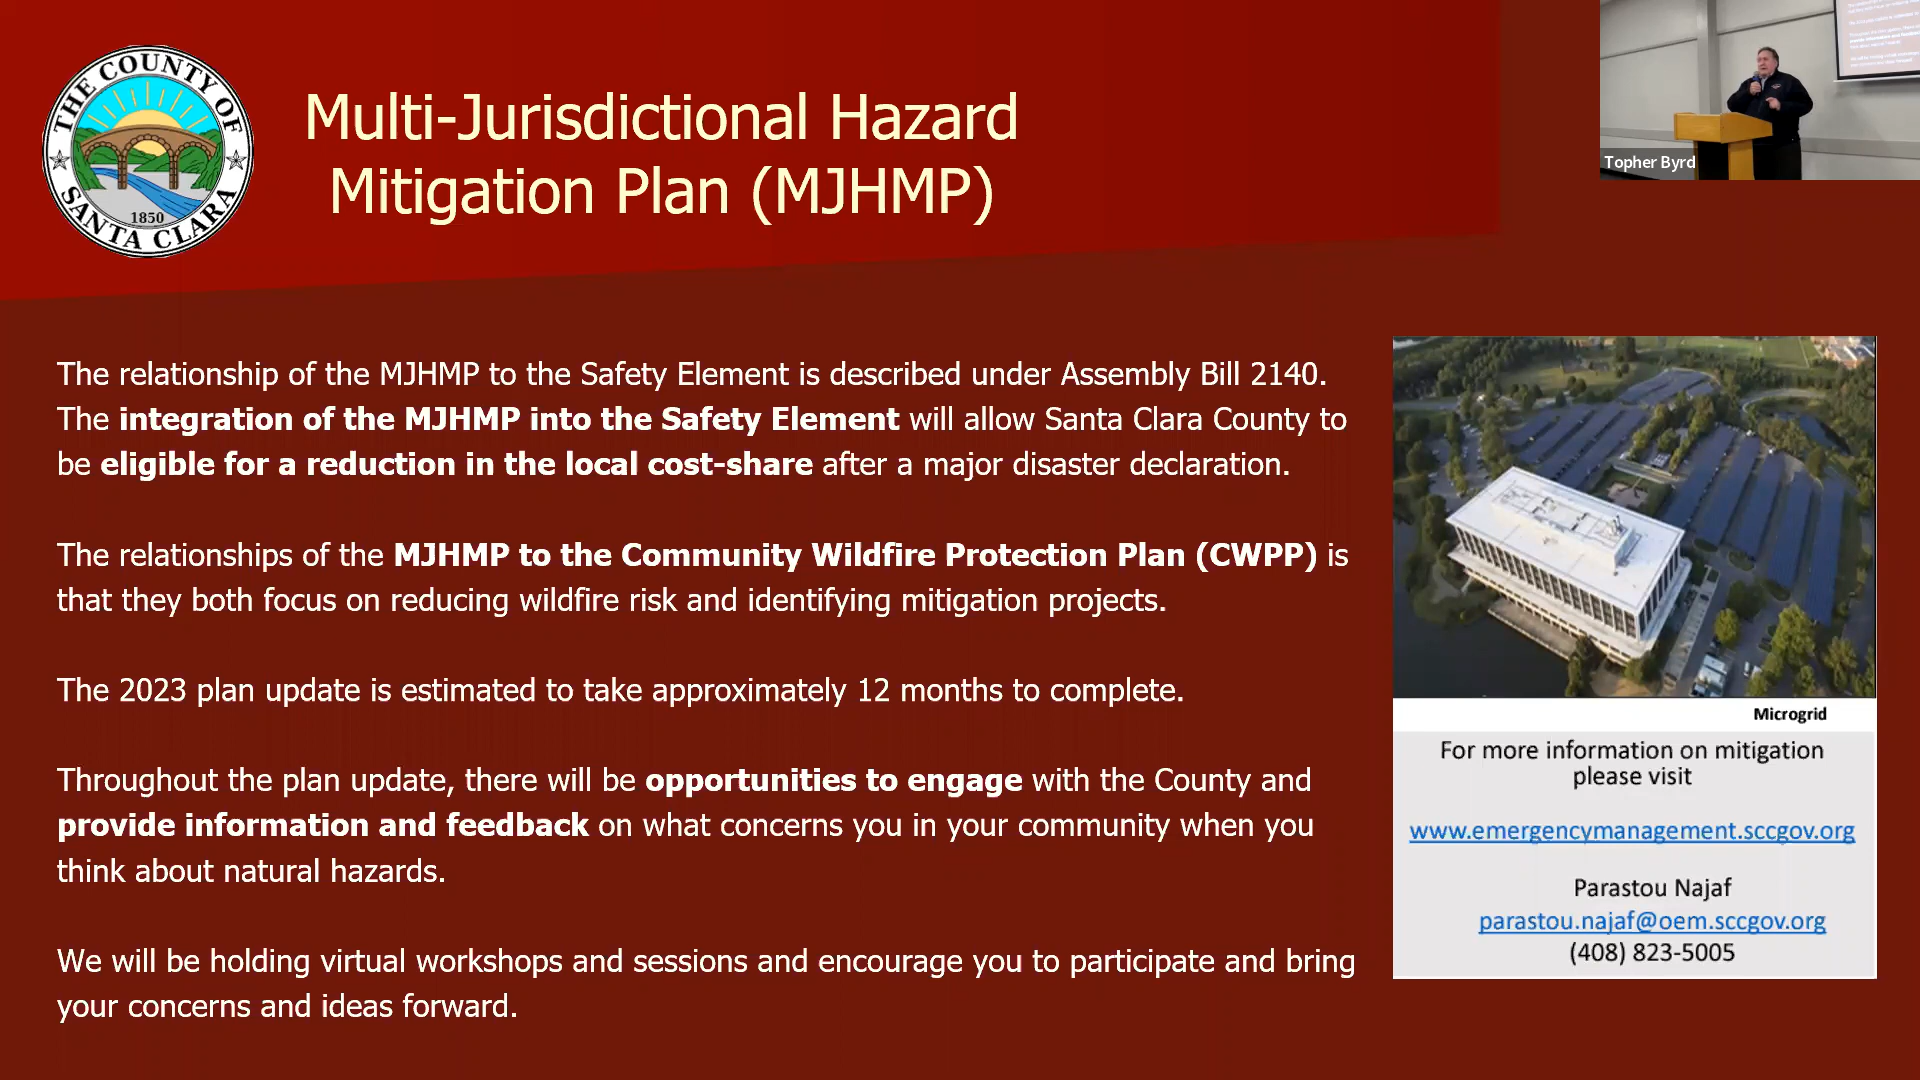 THE COUNTY OF
SANTA CLARA
1850
Multi-Jurisdictional Hazard
Mitigation Plan (MJHMP)
Topher Byrd
The relationship of the MJHMP to the Safety Element is described under Assembly Bill 2140.
The integration of the MJHMP into the Safety Element will allow Santa Clara County to
be eligible for a reduction in the local cost-share after a major disaster declaration.
The relationships of the MJHMP to the Community Wildfire Protection Plan (CWPP) is
that they both focus on reducing wildfire risk and identifying mitigation projects.
The 2023 plan update is estimated to take approximately 12 months to complete.
Throughout the plan update, there will be opportunities to engage with the County and
provide information and feedback on what concerns you in your community when you
think about natural hazards.
We will be holding virtual workshops and sessions and encourage you to participate and bring
your concerns and ideas forward.
Microgrid
For more information on mitigation
please visit
www.emergencymanagement.sccgov.org
Parastou Najaf
parastou.najaf@oem.sccgov.org
(408) 823-5005